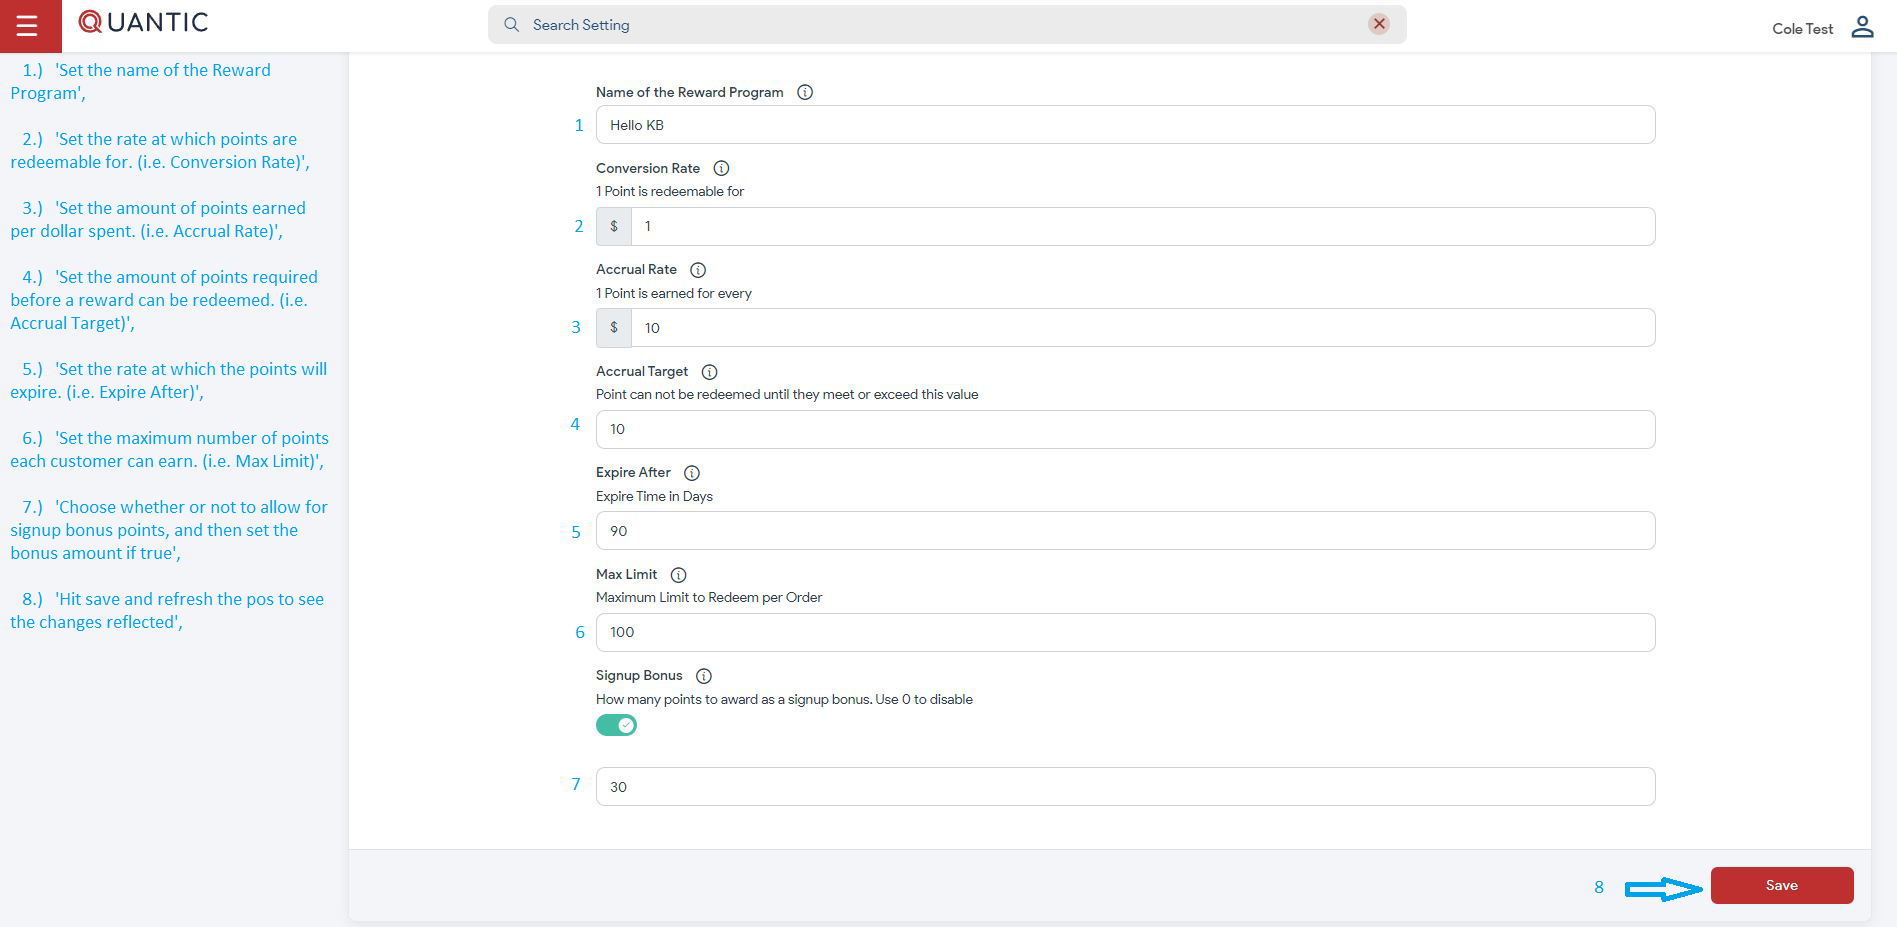 QUANTIC
Search Setting
Cole Test
1.) 'Set the name of the Reward
Program',
2.) 'Set the rate at which points are
redeemable for. (i.e. Conversion Rate)',
3.) 'Set the amount of points earned
per dollar spent. (i.e. Accrual Rate)',
4.) 'Set the amount of points required
before a reward can be redeemed. (i.e.
Accrual Target)',
5.) 'Set the rate at which the points will
expire. (i.e. Expire After)',
6.) 'Set the maximum number of points
each customer can earn. (i.e. Max Limit)',
7.) 'Choose whether or not to allow for
signup bonus points, and then set the
bonus amount if true',
8.) 'Hit save and refresh the pos to see
the changes reflected',
Name of the Reward Program
1 Hello KB
Conversion Rate
1 Point is redeemable for
2 $ 1
Accrual Rate
1 Point is earned for every
3 $ 10
Accrual Target
Point can not be redeemed until they meet or exceed this value
4 10
Expire After
Expire Time in Days
5 90
Max Limit
Maximum Limit to Redeem per Order
6 100
Signup Bonus
How many points to award as a signup bonus. Use 0 to disable
7 30
8 Save